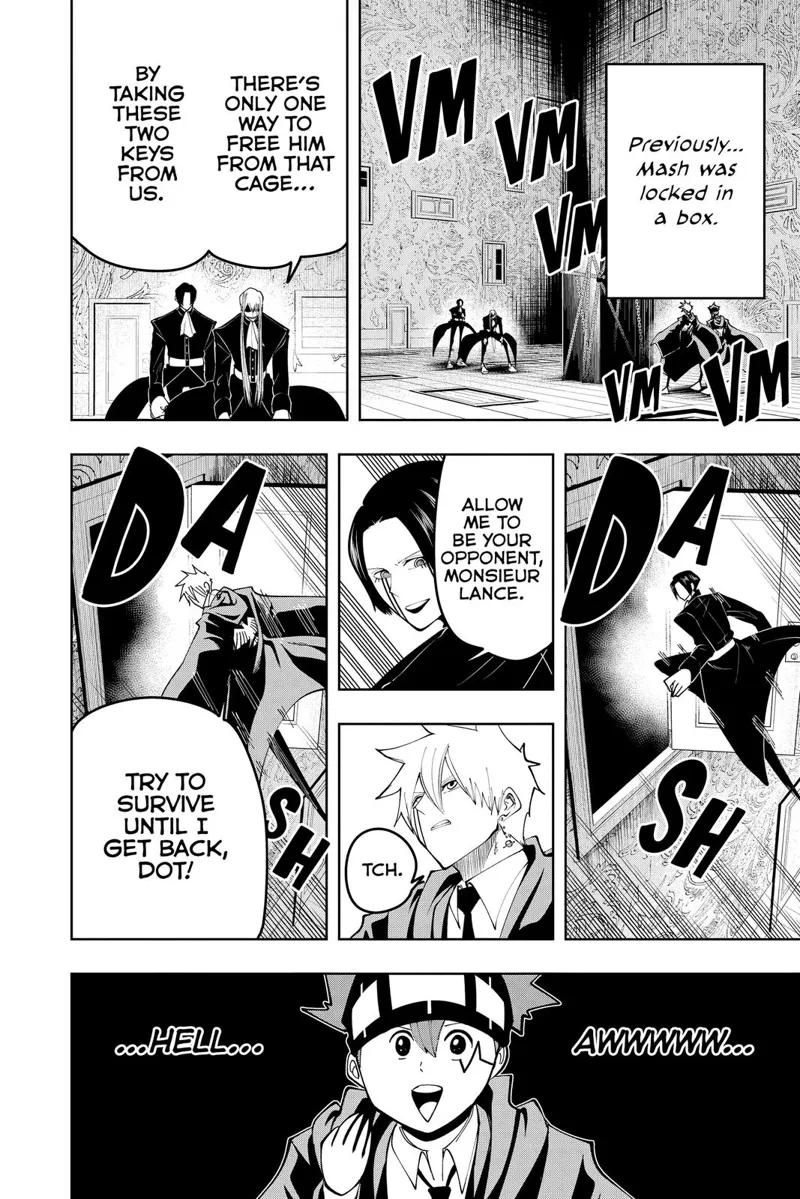 Previously...
Mash was
locked in
a box.
VM
VM
VM
VM
VM
THERE'S
ONLY ONE
WAY TO
FREE HIM
FROM THAT
CAGE...
BY
TAKING
THESE
TWO
KEYS
FROM
US.
DA
SH
ALLOW
ME TO
BE YOUR
OPPONENT,
MONSIEUR
LANCE.
TCH.
DA
SH
TRY TO
SURVIVE
UNTIL I
GET BACK,
DOT!
AWWWWW...
...HELL...